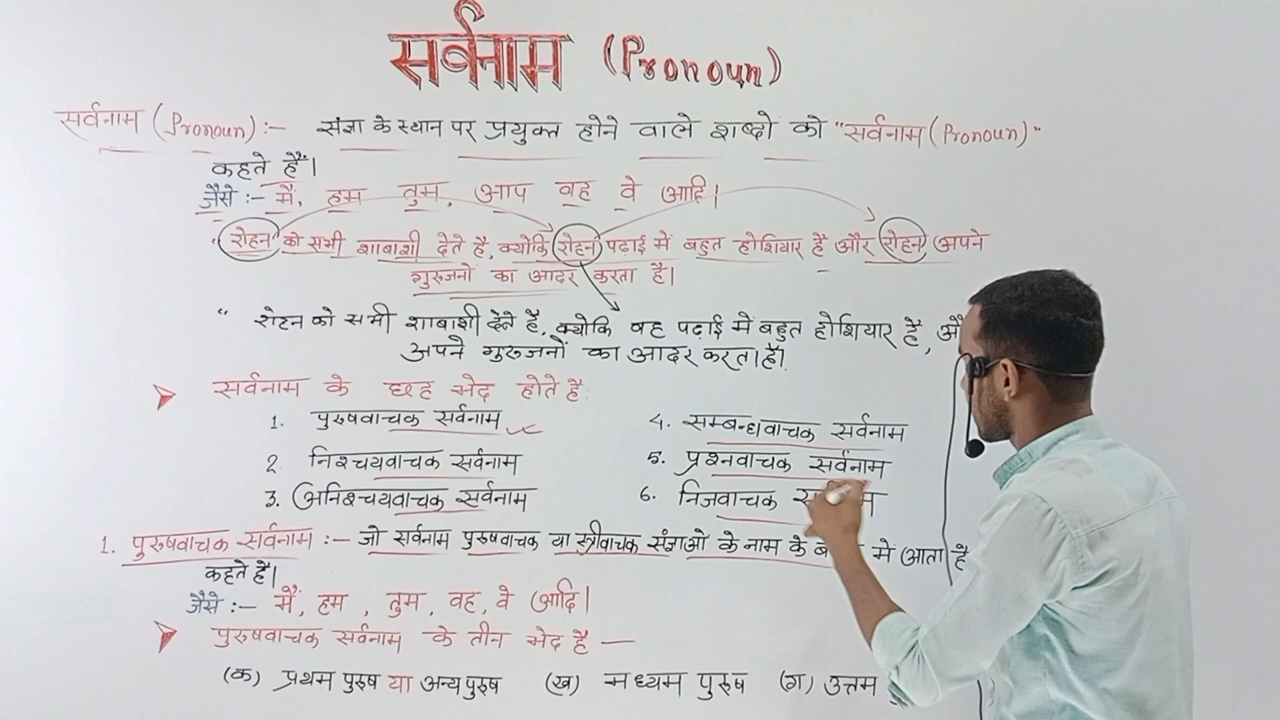 सर्वनाम (Pronoun)
सर्वनाम (Pronoun) :- संज्ञा के स्थान पर प्रयुक्त होने वाले शब्दो को "सर्वनाम (Pronoun)"
कहते हैं।
जैसे :- मैं, हम तुम, आप वह वे आदि।
"रोहन को सभी शाबाशी देते है, क्योकि रोहन पढ़ाई में बहुत होशियार है और रोहन अपने
गुरुजनो का आदर करता है।
" रोहन को सभी शाबाशी देते हैं, क्योकि वह पढ़ाई में बहुत होशियार है,
अपने गुरुजनों का आदर करता है।
सर्वनाम के छह भेद होते है:
1. पुरुषवाचक सर्वनाम
4. सम्बन्धवाचक सर्वनाम
2. निश्चयवाचक सर्वनाम
5. प्रश्नवाचक सर्वनाम
3. अनिश्चयवाचक सर्वनाम
6. निजवाचक
1. पुरुषवाचक सर्वनाम :- जो सर्वनाम पुरुषवाचक या स्त्रीवाचक संज्ञाओ के नाम के में आता है
कहते है।
जैसे :- मैं, हम, तुम, वह, वे आदि।
पुरुषवाचक सर्वनाम के तीन भेद है —
(क) प्रथम पुरुष या अन्य पुरुष (ख) मध्यम पुरुष (ग) उत्तम